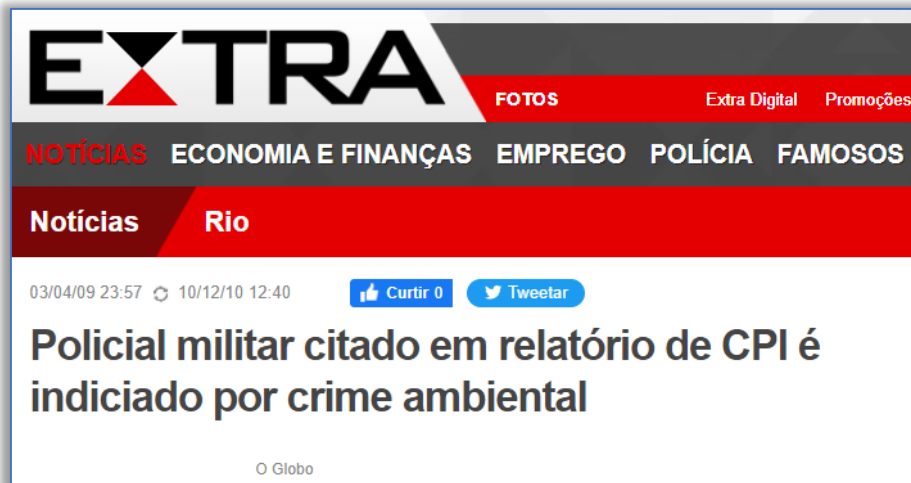 EXTRA
FOTOS Extra Digital Promoções
NOTÍCIAS ECONOMIA E FINANÇAS EMPREGO POLÍCIA FAMOSOS
Notícias Rio
03/04/09 23:57 10/12/10 12:40 Curtir 0 Tweetar
Policial militar citado em relatório de CPI é
indiciado por crime ambiental
O Globo